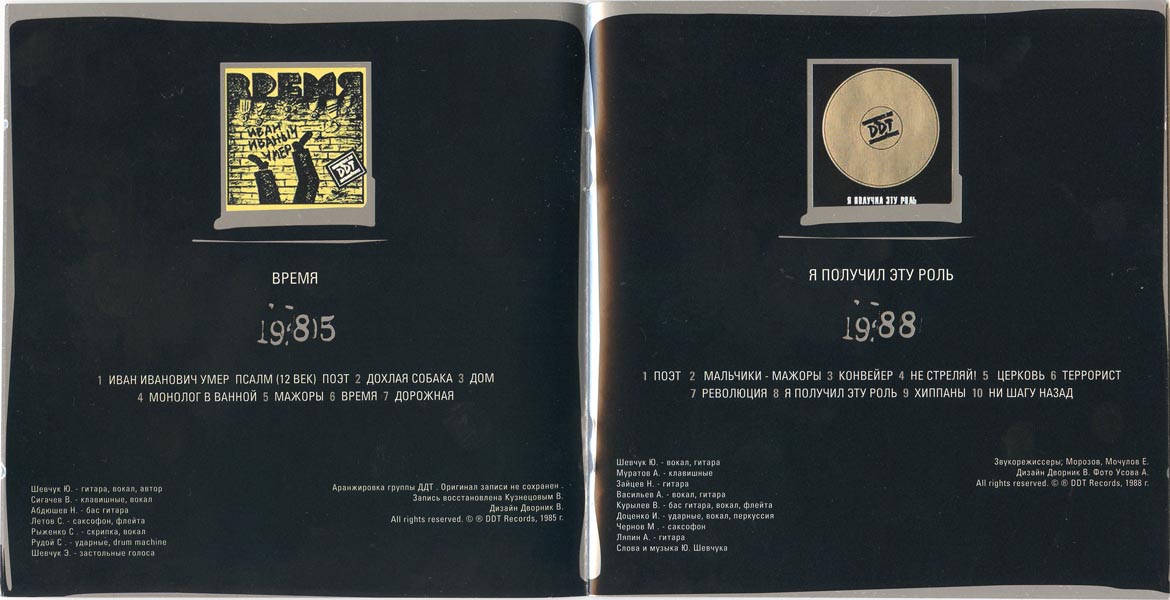 ВРЕМЯ
ИВАН
ИВАНЫЧ
УМЕР
DDT
ВРЕМЯ
1985
1 ИВАН ИВАНОВИЧ УМЕР ПСАЛМ (12 ВЕК) ПОЭТ 2 ДОХЛАЯ СОБАКА 3 ДОМ
4 МОНОЛОГ В ВАННОЙ 5 МАЖОРЫ 6 ВРЕМЯ 7 ДОРОЖНАЯ
Шевчук Ю. - гитара, вокал, автор
Сигачев В. - клавишные, вокал
Абдюшев Н. - бас гитара
Летов С. - саксофон, флейта
Рыженко С . - скрипка, вокал
Рудой С . - ударные, drum machine
Шевчук Э. - застольные голоса
Аранжировка группы ДДТ . Оригинал записи не сохранен .
Запись восстановлена Кузнецовым В.
Дизайн Дворник В.
All rights reserved. © ® DDT Records, 1985 г.
DDT
Я ПОЛУЧИЛ ЭТУ РОЛЬ
Я ПОЛУЧИЛ ЭТУ РОЛЬ
1988
1 ПОЭТ 2 МАЛЬЧИКИ - МАЖОРЫ 3 КОНВЕЙЕР 4 НЕ СТРЕЛЯЙ! 5 ЦЕРКОВЬ 6 ТЕРРОРИСТ
7 РЕВОЛЮЦИЯ 8 Я ПОЛУЧИЛ ЭТУ РОЛЬ 9 ХИППАНЫ 10 НИ ШАГУ НАЗАД
Шевчук Ю. - вокал, гитара
Муратов А. - клавишные
Зайцев Н. - гитара
Васильев А. - вокал, гитара
Курылев В. - бас гитара, вокал, флейта
Доценко И. - ударные, вокал, перкуссия
Чернов М . - саксофон
Ляпин А. - гитара
Слова и музыка Ю. Шевчука
Звукорежиссеры; Морозов, Мочулов Е.
Дизайн Дворник В. Фото Усова А.
All rights reserved. © ® DDT Records, 1988 г.